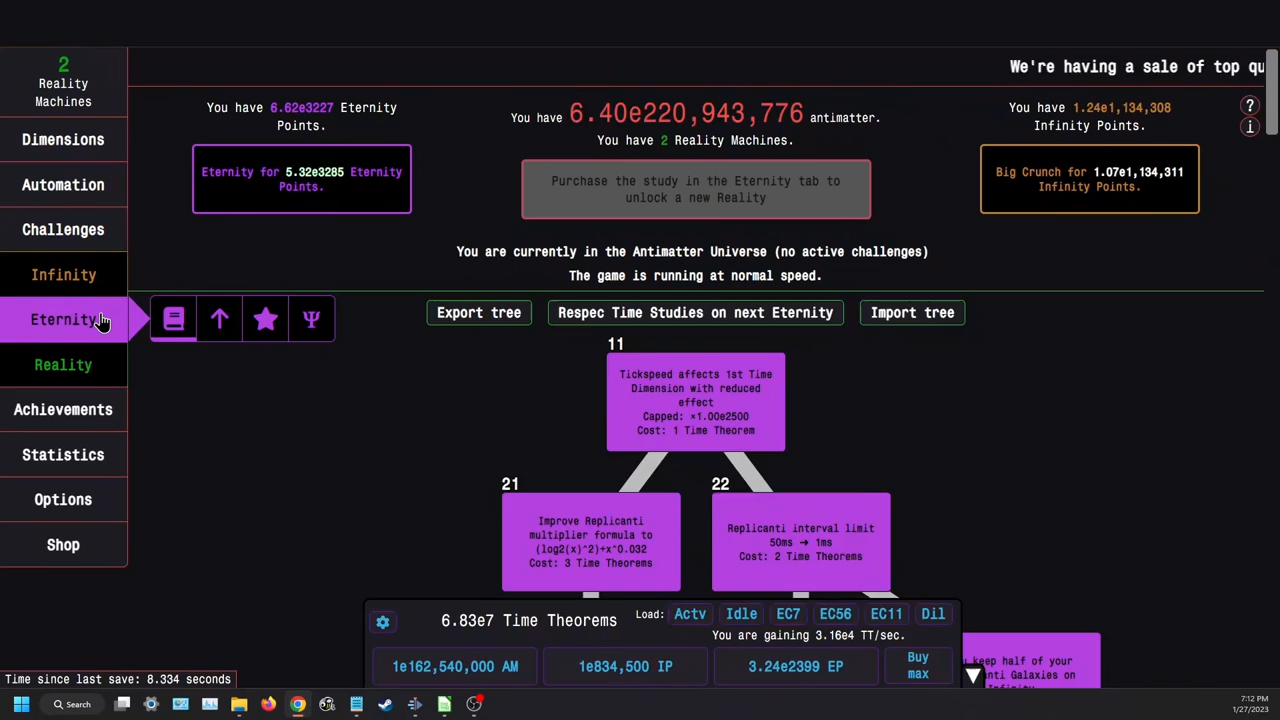 2
Reality
Machines
Dimensions
Automation
Challenges
Infinity
Eternity
Reality
Achievements
Statistics
Options
Shop
We're having a sale of top qu
You have 6.62e3227 Eternity
Points.
Eternity for 5.32e3285 Eternity
Points.
You have 6.40e220,943,776 antimatter.
You have 2 Reality Machines.
Purchase the study in the Eternity tab to
unlock a new Reality
You have 1.24e1,134,308
Infinity Points.
Big Crunch for 1.07e1,134,311
Infinity Points.
?
i
You are currently in the Antimatter Universe (no active challenges)
The game is running at normal speed.
Ψ
Export tree
Respec Time Studies on next Eternity
Import tree
11
Tickspeed affects 1st Time
Dimension with reduced
effect
Capped: ×1.00e2500
Cost: 1 Time Theorem
21
Improve Replicanti
multiplier formula to
(log2(x)^2)+x^0.032
Cost: 3 Time Theorems
22
Replicanti interval limit
50ms ➜ 1ms
Cost: 2 Time Theorems
keep half of your
anti Galaxies on
6.83e7 Time Theorems
Load:
Actv
Idle
EC7
EC56
EC11
Dil
You are gaining 3.16e4 TT/sec.
1e162,540,000 AM
1e834,500 IP
3.24e2399 EP
Buy
max
Time since last save: 8.334 seconds
Search
7:12 PM
1/27/2023